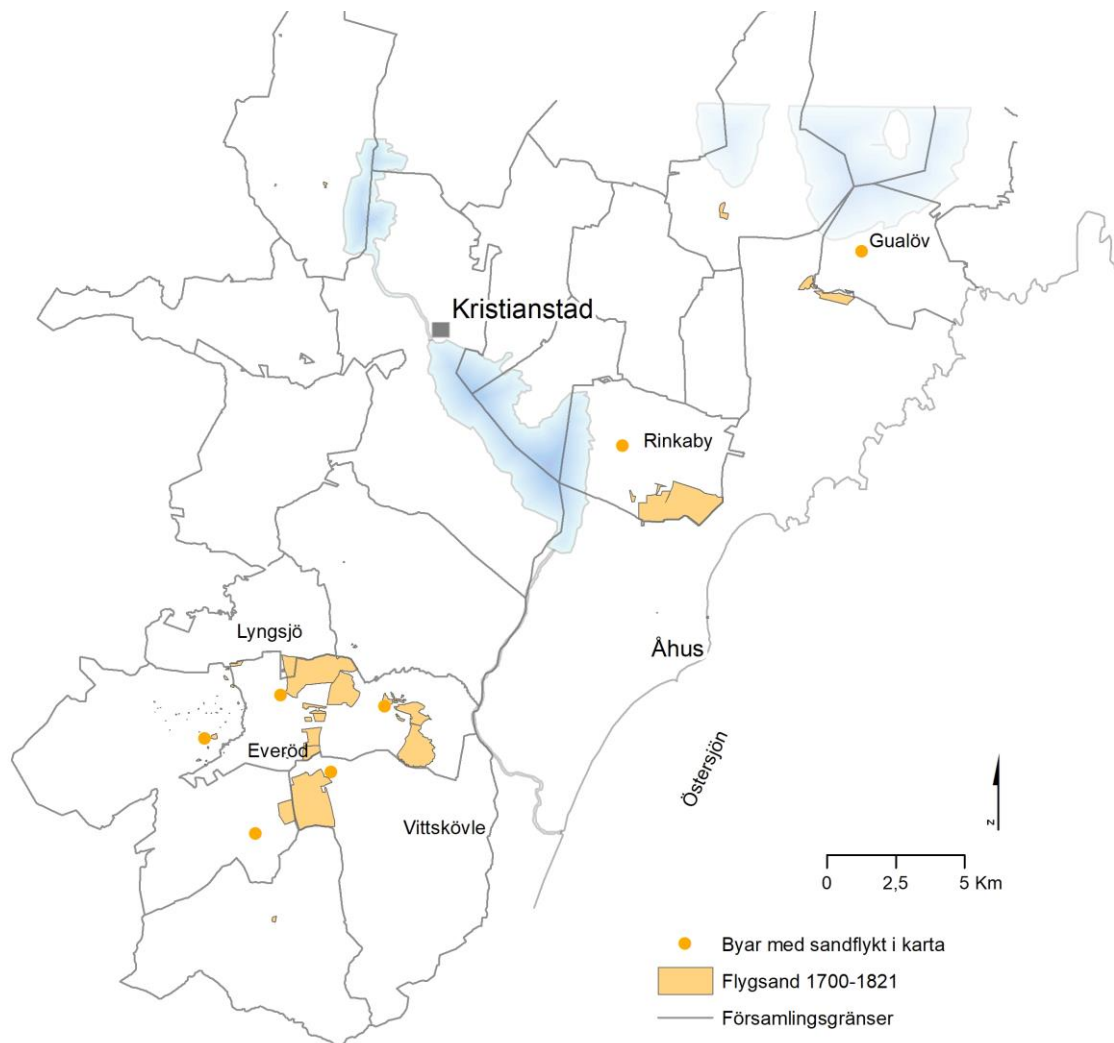 Gualöv
Kristianstad
Rinkaby
Lyngsjö
Åhus
Everöd
Östersjön
Vittskövle
z
0 2,5 5 Km
Byar med sandflykt i karta
Flygsand 1700-1821
Församlingsgränser